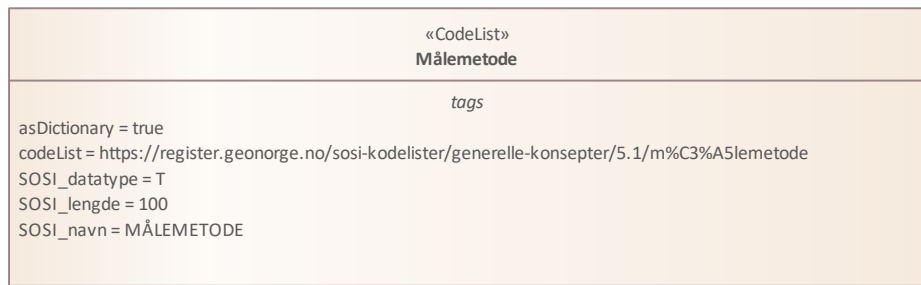 «CodeList»
Målemetode
tags
asDictionary = true
codeList = https://register.geonorge.no/sosi-kodelister/generelle-konsepter/5.1/m%C3%A5lemetode
SOSI_datatype = T
SOSI_lengde = 100
SOSI_navn = MÅLEMETODE